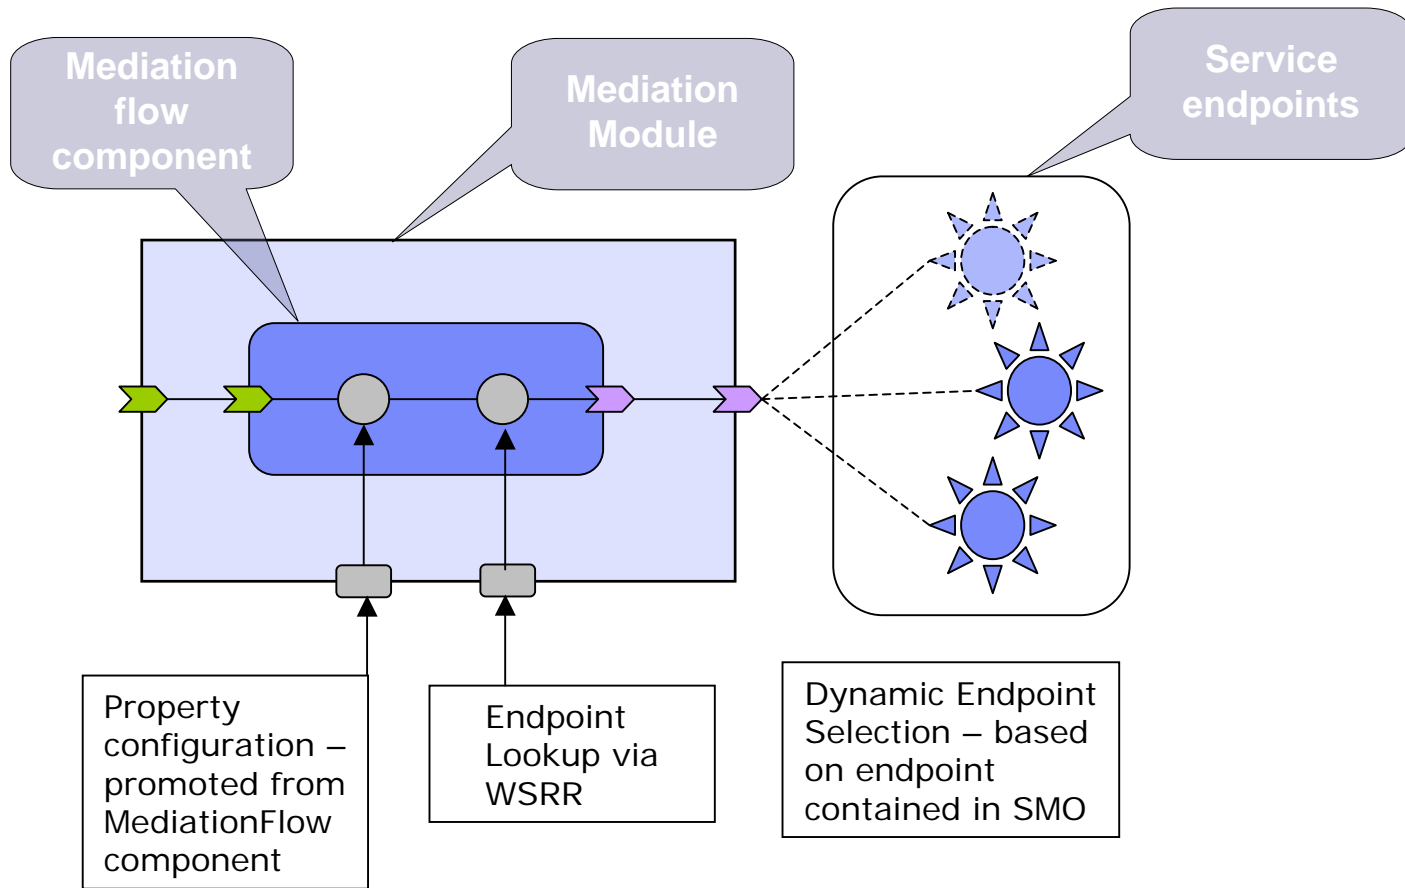 Mediation
flow
component
Mediation
Module
Service
endpoints
Property
configuration –
promoted from
MediationFlow
component
Endpoint
Lookup via
WSRR
Dynamic Endpoint
Selection – based
on endpoint
contained in SMO